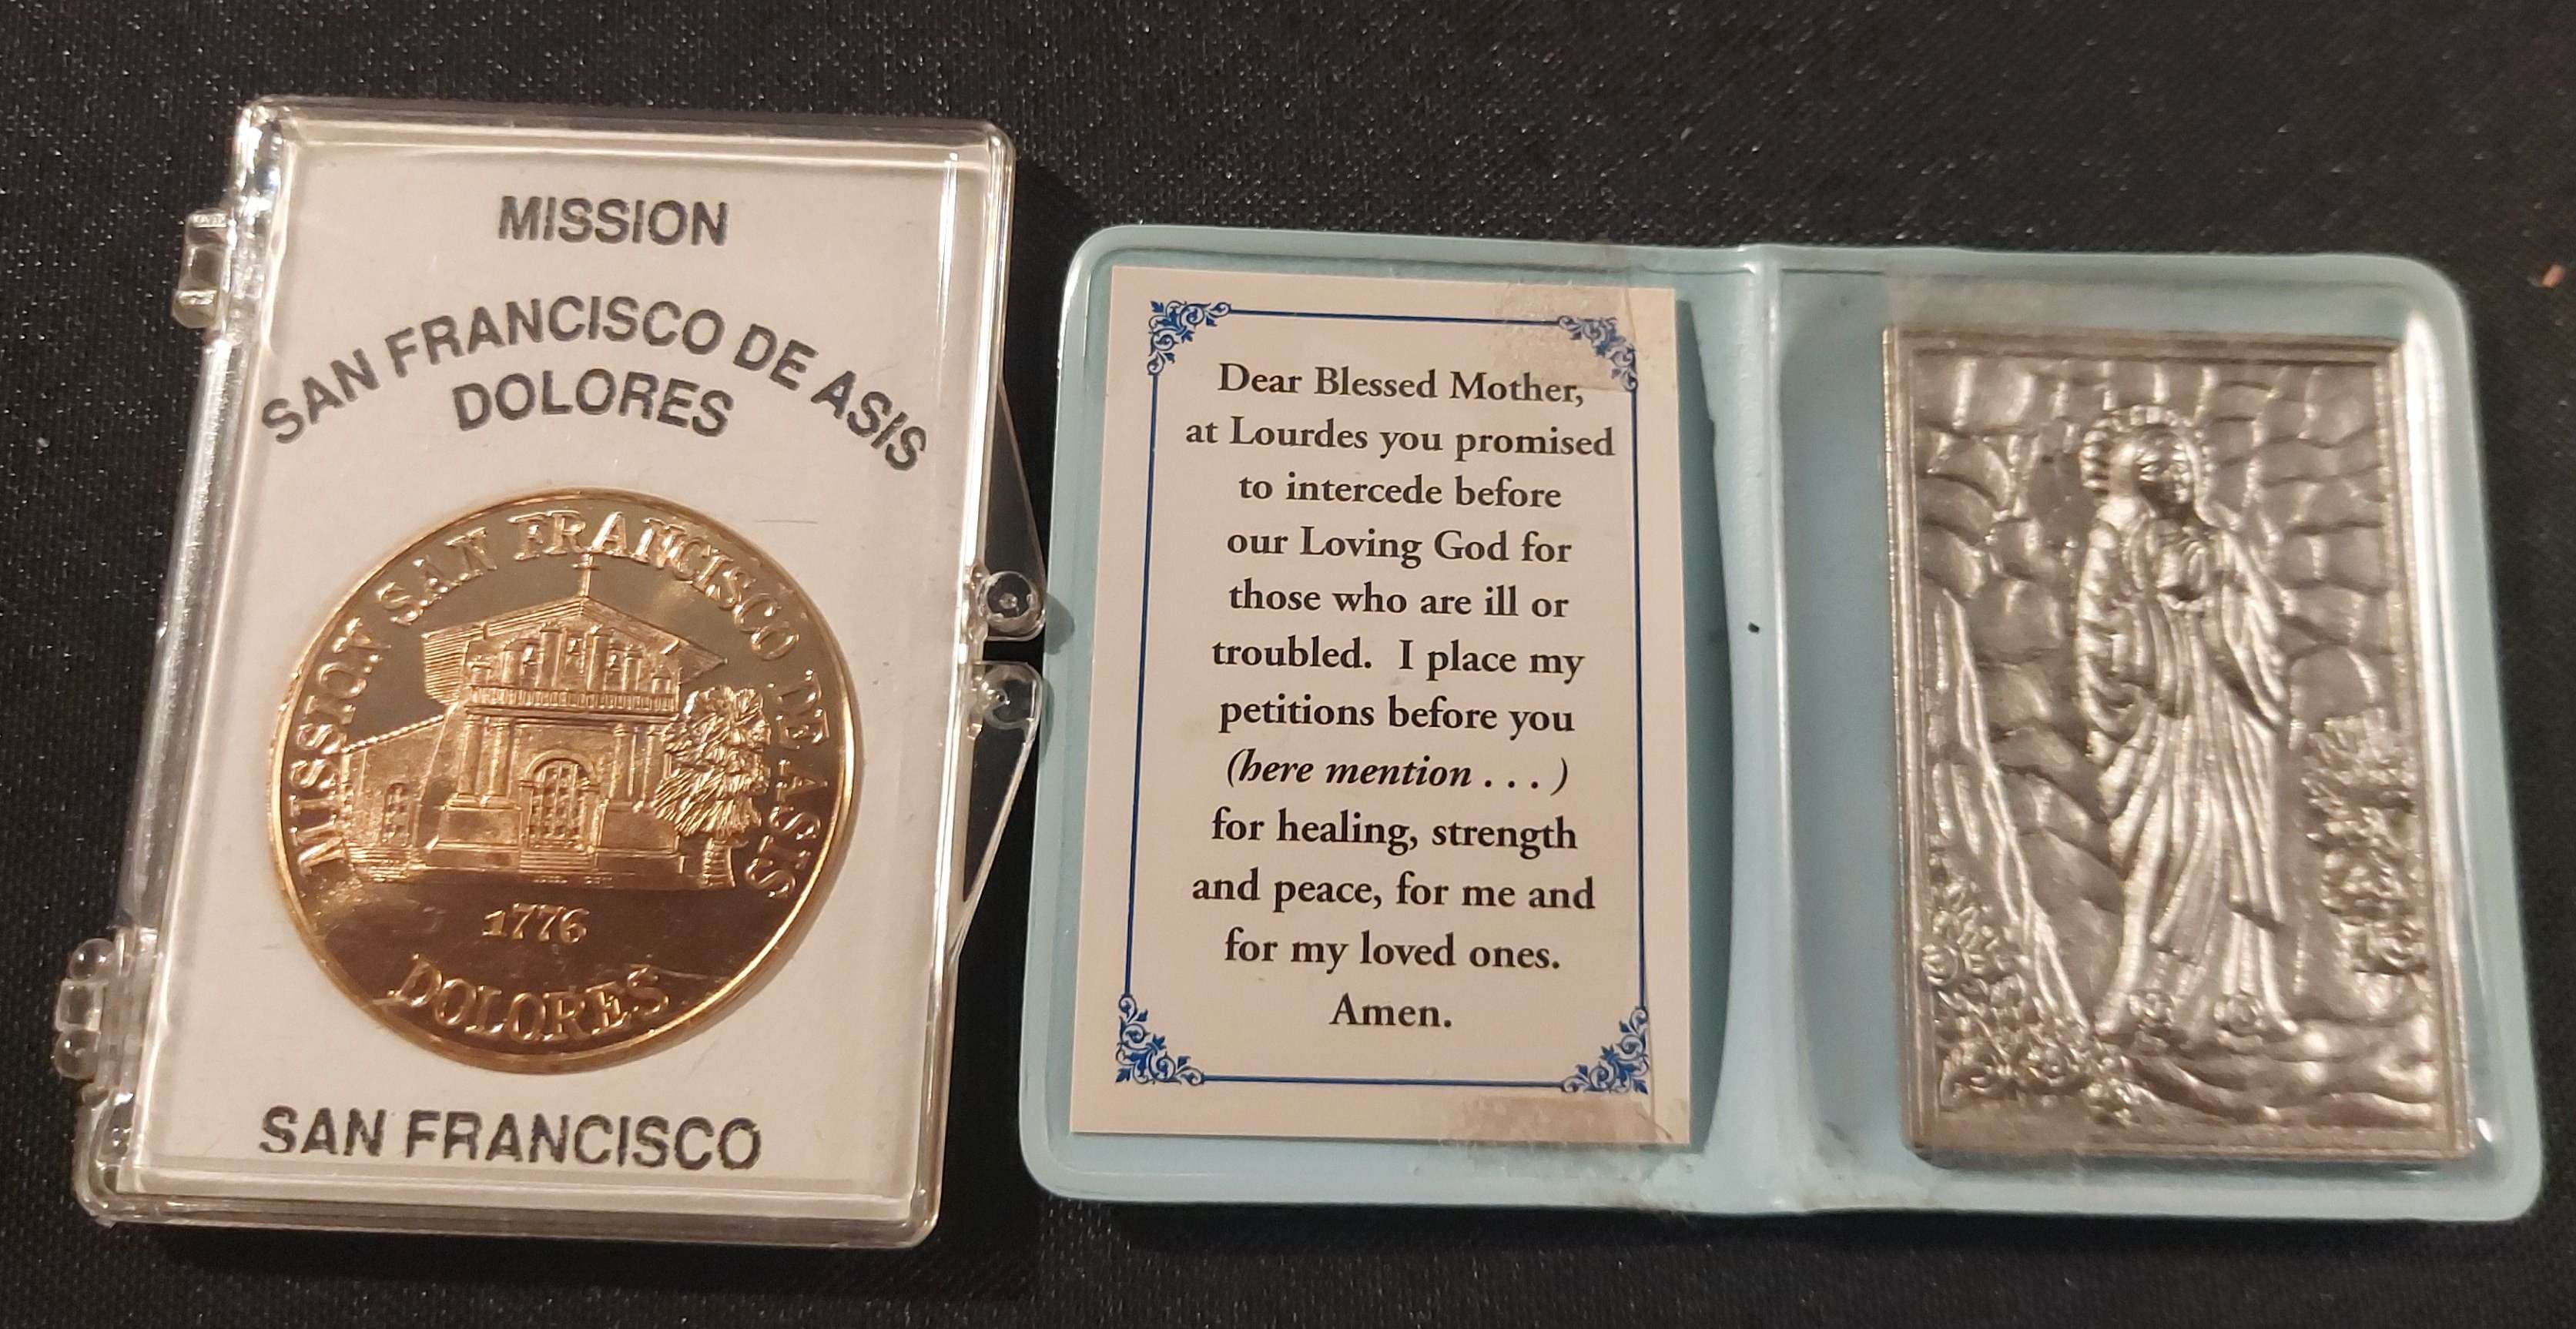 MISSION
SAN FRANCISCO DE ASIS
DOLORES
MISSION SAN FRANCISCO DE ASIS
1776
DOLORES
SAN FRANCISCO
Dear Blessed Mother,
at Lourdes you promised
to intercede before
our Loving God for
those who are ill or
troubled. I place my
petitions before you
(here mention . . . )
for healing, strength
and peace, for me and
for my loved ones.
Amen.